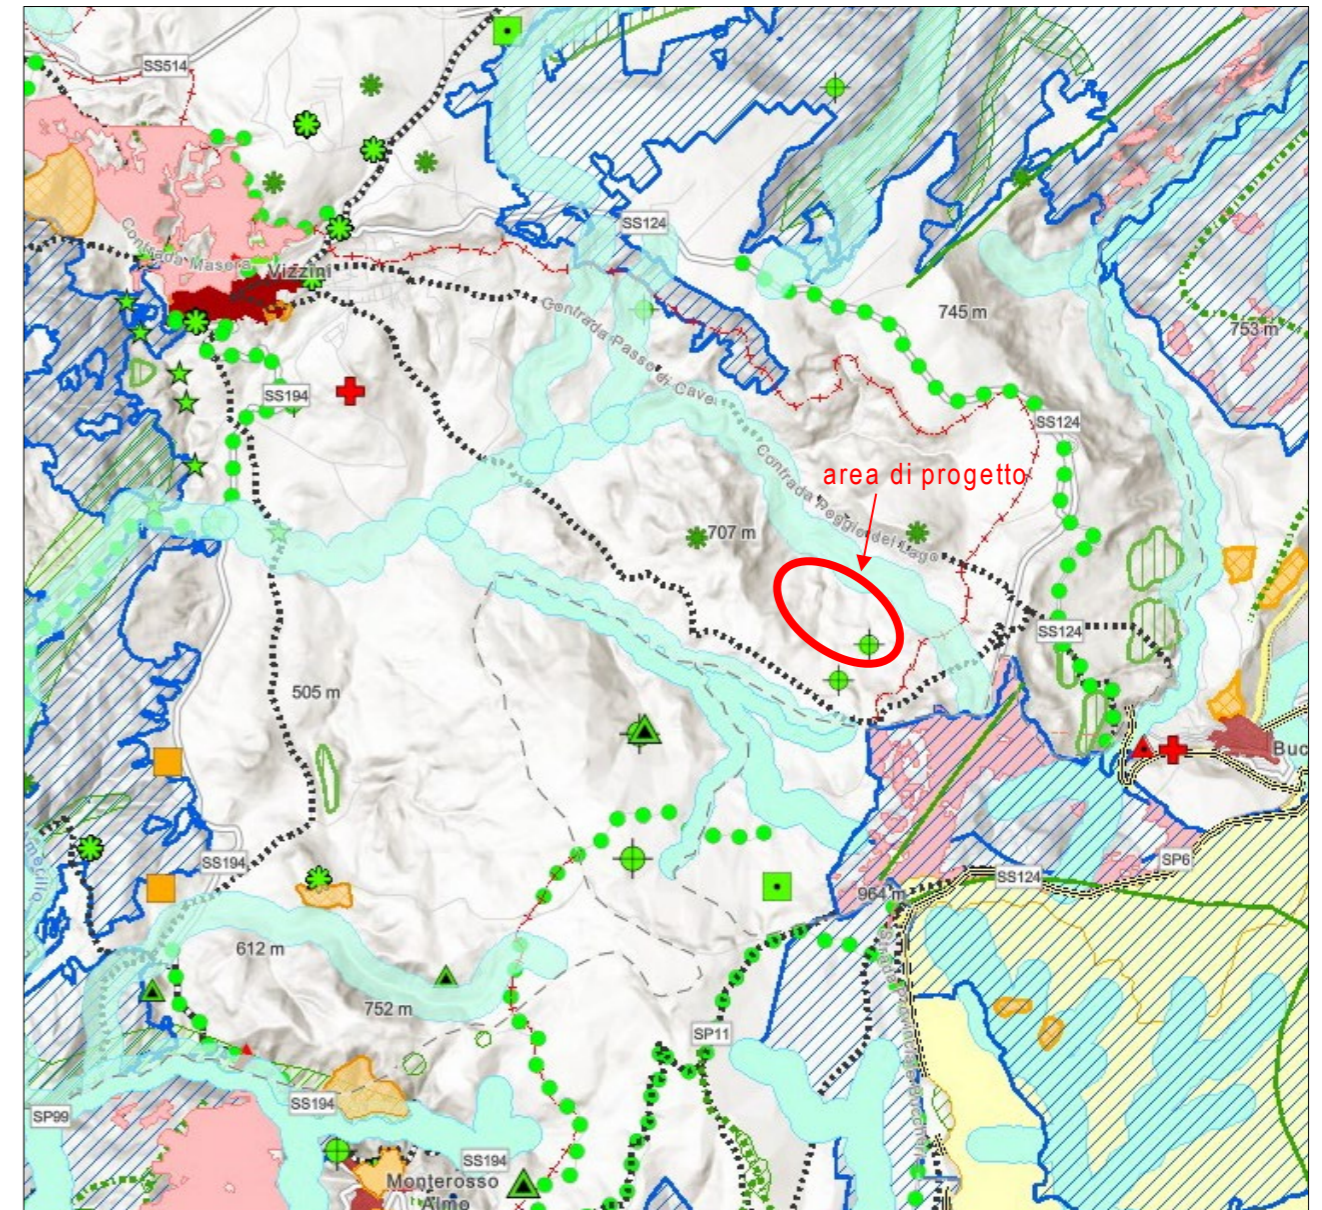 SS514
SS124
Contrada Masera
Vizzini
Contrada Passo di Cave
745 m
753 m
SS194
SS124
area di progetto
Contrada Poggio del Lago
707 m
SS124
505 m
Buc
SS194
SP6
SS124
964 m
612 m
752 m
SP11
SS194
SP99
SS194
Monterosso
Almo